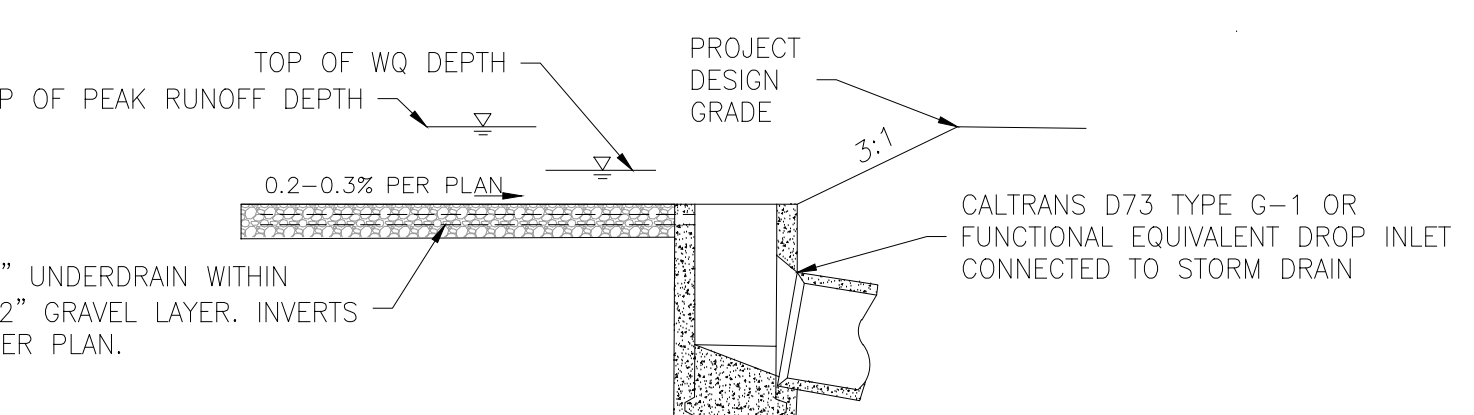 TOP OF WQ DEPTH
P OF PEAK RUNOFF DEPTH
PROJECT
DESIGN
GRADE
3:1
0.2-0.3% PER PLAN
CALTRANS D73 TYPE G-1 OR
FUNCTIONAL EQUIVALENT DROP INLET
CONNECTED TO STORM DRAIN
" UNDERDRAIN WITHIN
2" GRAVEL LAYER. INVERTS
ER PLAN.